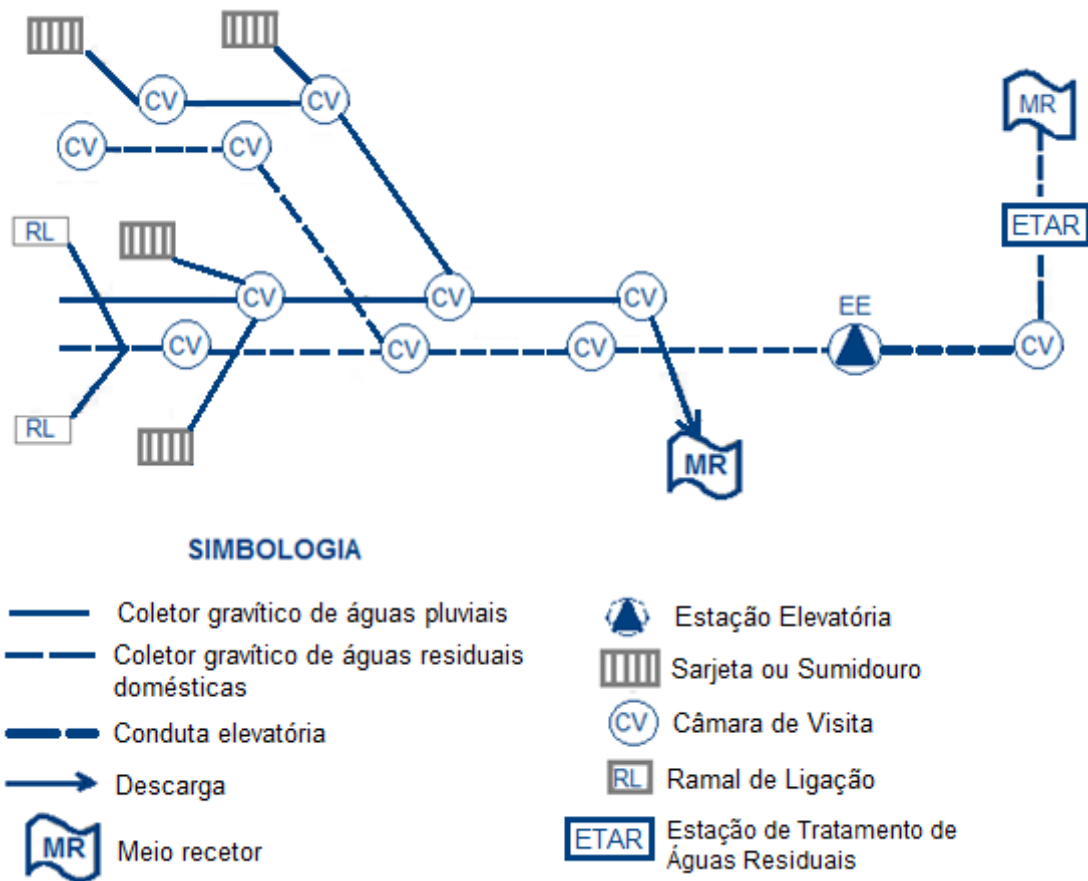 CV
CV
MR
CV
CV
RL
ETAR
CV
CV
CV
EE
CV
CV
CV
CV
RL
MR
SIMBOLOGIA
Coletor gravítico de águas pluviais
Coletor gravítico de águas residuais
domésticas
Conduta elevatória
Descarga
MR Meio recetor
Estação Elevatória
Sarjeta ou Sumidouro
CV Câmara de Visita
RL Ramal de Ligação
ETAR Estação de Tratamento de
Águas Residuais